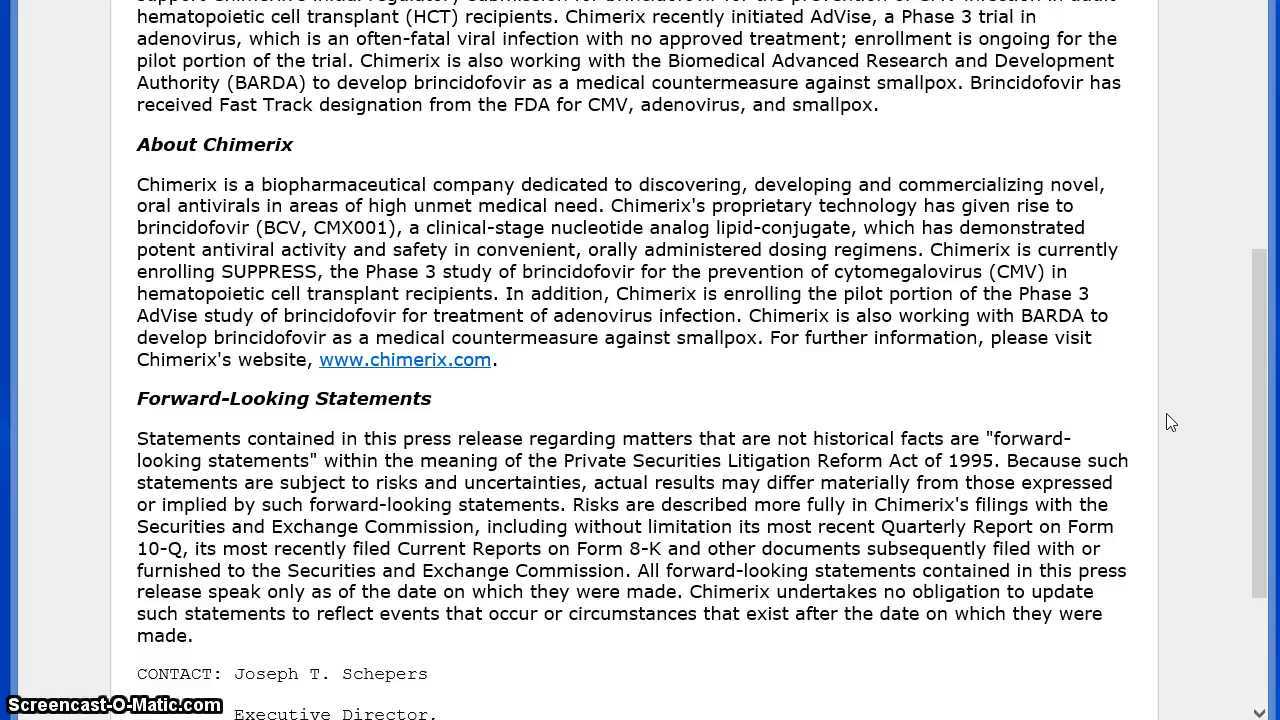 hematopoietic cell transplant (HCT) recipients. Chimerix recently initiated AdVise, a Phase 3 trial in
adenovirus, which is an often-fatal viral infection with no approved treatment; enrollment is ongoing for the
pilot portion of the trial. Chimerix is also working with the Biomedical Advanced Research and Development
Authority (BARDA) to develop brincidofovir as a medical countermeasure against smallpox. Brincidofovir has
received Fast Track designation from the FDA for CMV, adenovirus, and smallpox.
About Chimerix
Chimerix is a biopharmaceutical company dedicated to discovering, developing and commercializing novel,
oral antivirals in areas of high unmet medical need. Chimerix's proprietary technology has given rise to
brincidofovir (BCV, CMX001), a clinical-stage nucleotide analog lipid-conjugate, which has demonstrated
potent antiviral activity and safety in convenient, orally administered dosing regimens. Chimerix is currently
enrolling SUPPRESS, the Phase 3 study of brincidofovir for the prevention of cytomegalovirus (CMV) in
hematopoietic cell transplant recipients. In addition, Chimerix is enrolling the pilot portion of the Phase 3
AdVise study of brincidofovir for treatment of adenovirus infection. Chimerix is also working with BARDA to
develop brincidofovir as a medical countermeasure against smallpox. For further information, please visit
Chimerix's website, www.chimerix.com.
Forward-Looking Statements
Statements contained in this press release regarding matters that are not historical facts are "forward-
looking statements" within the meaning of the Private Securities Litigation Reform Act of 1995. Because such
statements are subject to risks and uncertainties, actual results may differ materially from those expressed
or implied by such forward-looking statements. Risks are described more fully in Chimerix's filings with the
Securities and Exchange Commission, including without limitation its most recent Quarterly Report on Form
10-Q, its most recently filed Current Reports on Form 8-K and other documents subsequently filed with or
furnished to the Securities and Exchange Commission. All forward-looking statements contained in this press
release speak only as of the date on which they were made. Chimerix undertakes no obligation to update
such statements to reflect events that occur or circumstances that exist after the date on which they were
made.
CONTACT: Joseph T. Schepers
Executive Director,
Screencast-O-Matic.com